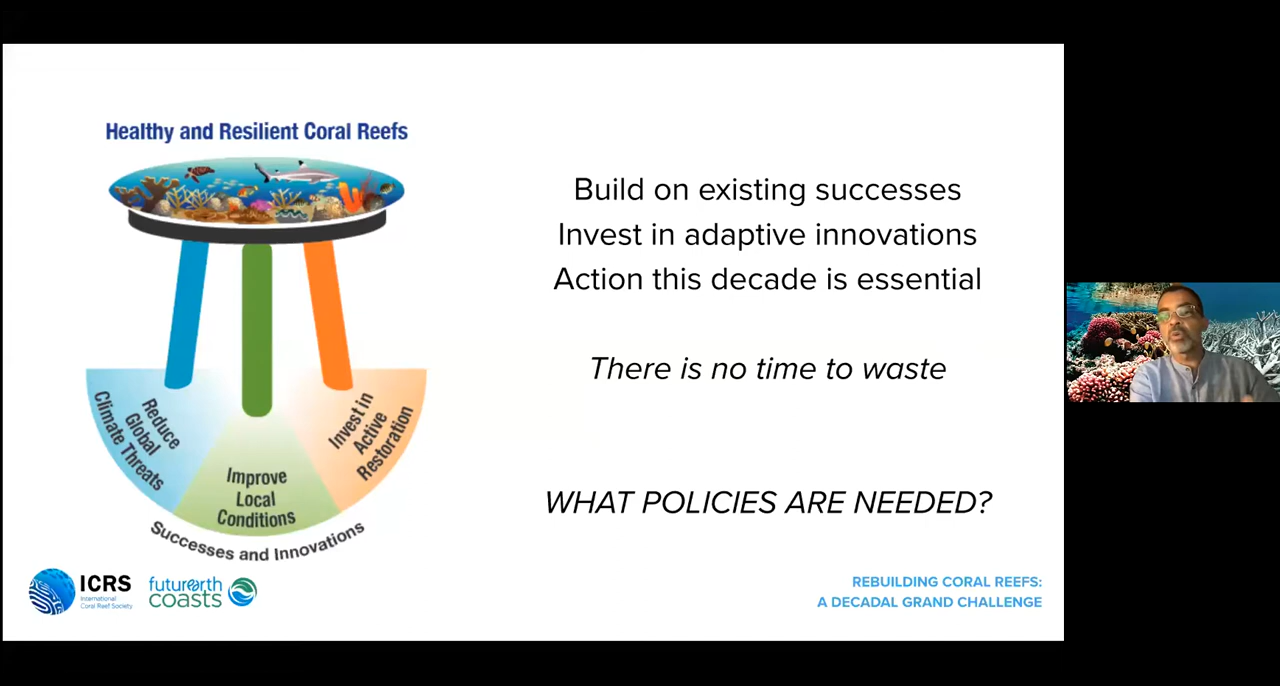 Healthy and Resilient Coral Reefs
Reduce
Global
Climate Threats
Improve
Local
Conditions
Invest in
Active
Restoration
Successes and Innovations
Build on existing successes
Invest in adaptive innovations
Action this decade is essential
There is no time to waste
WHAT POLICIES ARE NEEDED?
ICRS
International
Coral Reef Society
futurearth
coasts
REBUILDING CORAL REEFS:
A DECADAL GRAND CHALLENGE